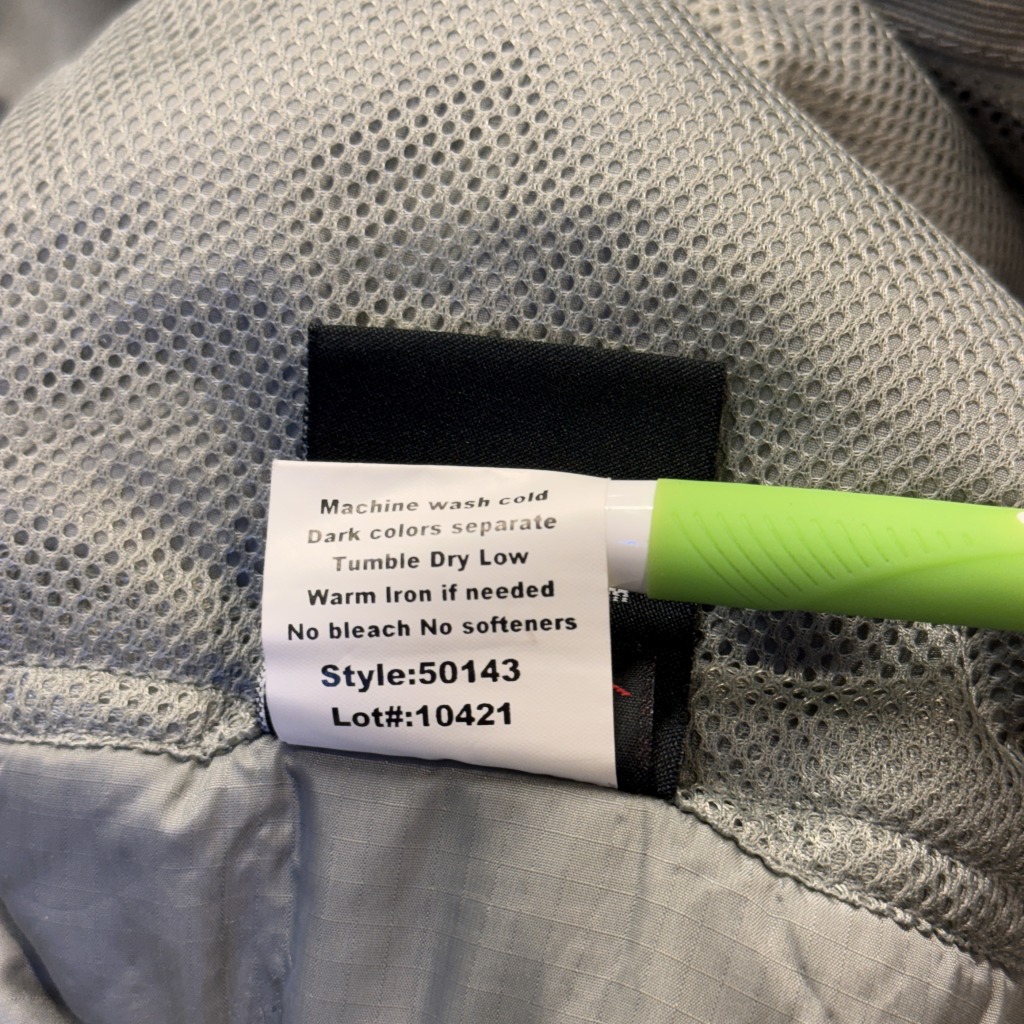 Machine wash cold
Dark colors separate
Tumble Dry Low
Warm Iron if needed
No bleach No softeners
Style:50143
Lot#:10421